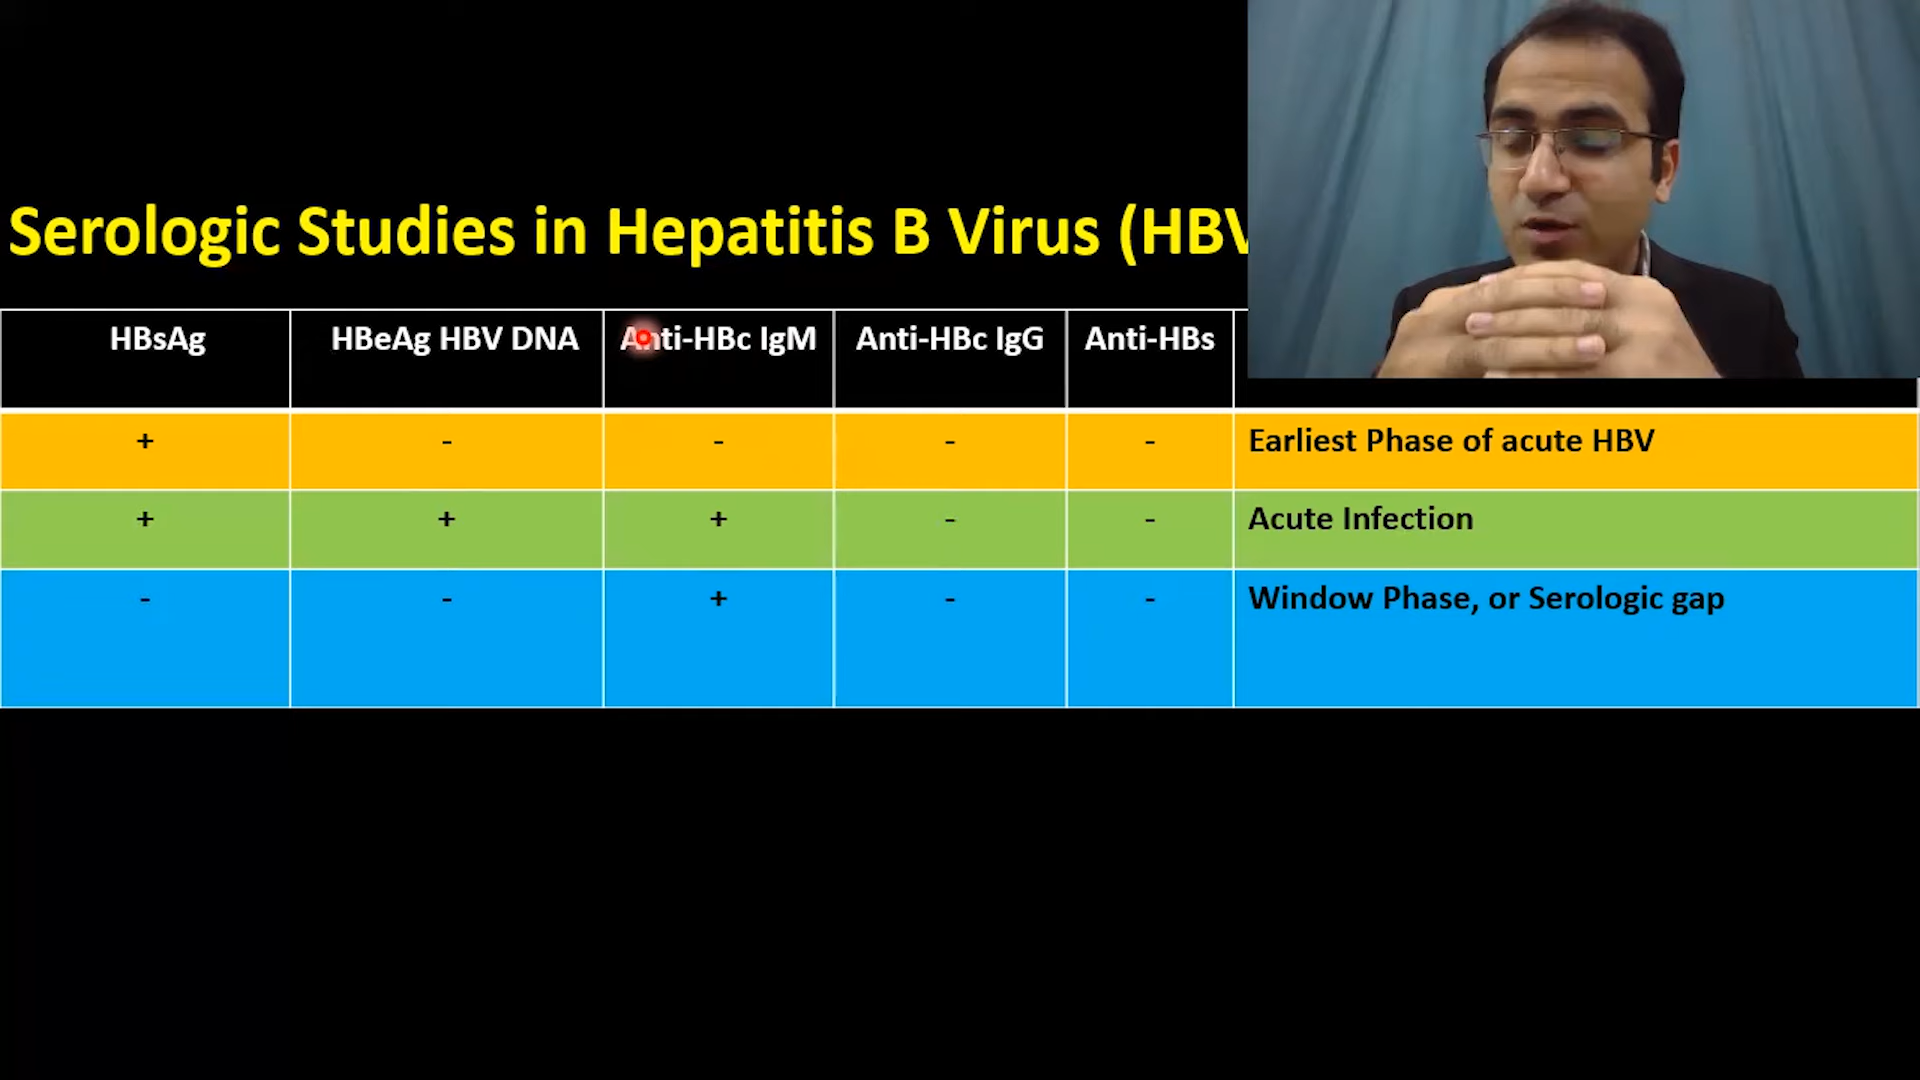 Serologic Studies in Hepatitis B Virus (HBV
HBsAg HBeAg HBV DNA Anti-HBc IgM Anti-HBc IgG Anti-HBs
+ - - - - Earliest Phase of acute HBV
+ + + - - Acute Infection
- - + - - Window Phase, or Serologic gap